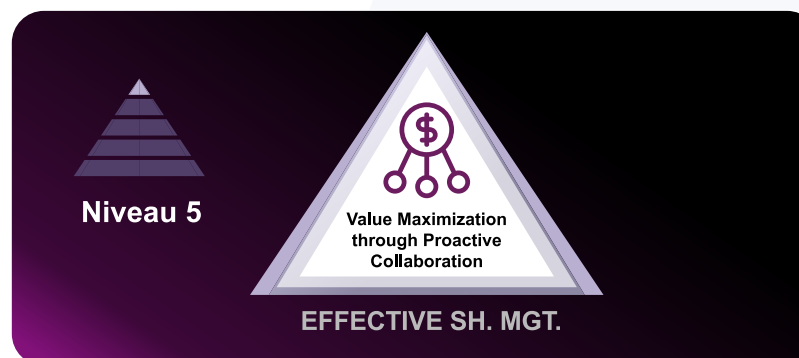 Niveau 5
$
Value Maximization
through Proactive
Collaboration
EFFECTIVE SH. MGT.